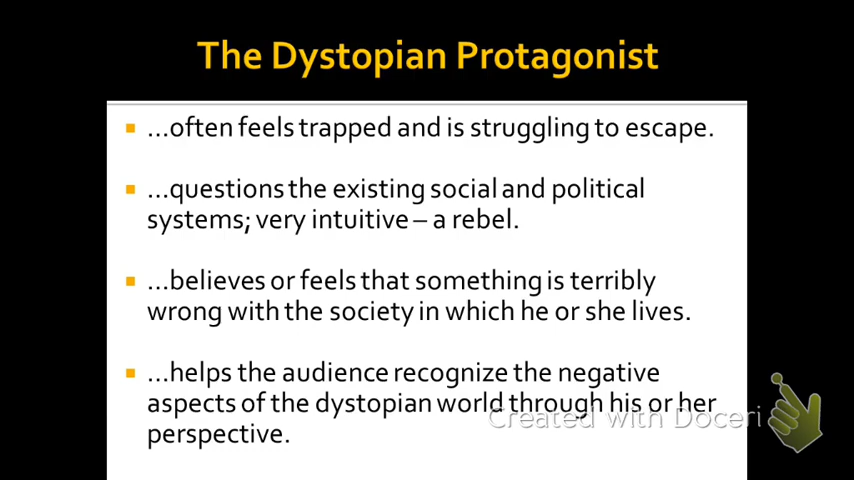 The Dystopian Protagonist
…often feels trapped and is struggling to escape.
…questions the existing social and political
systems; very intuitive – a rebel.
…believes or feels that something is terribly
wrong with the society in which he or she lives.
…helps the audience recognize the negative
aspects of the dystopian world through his or her
perspective.
Created with Doceri